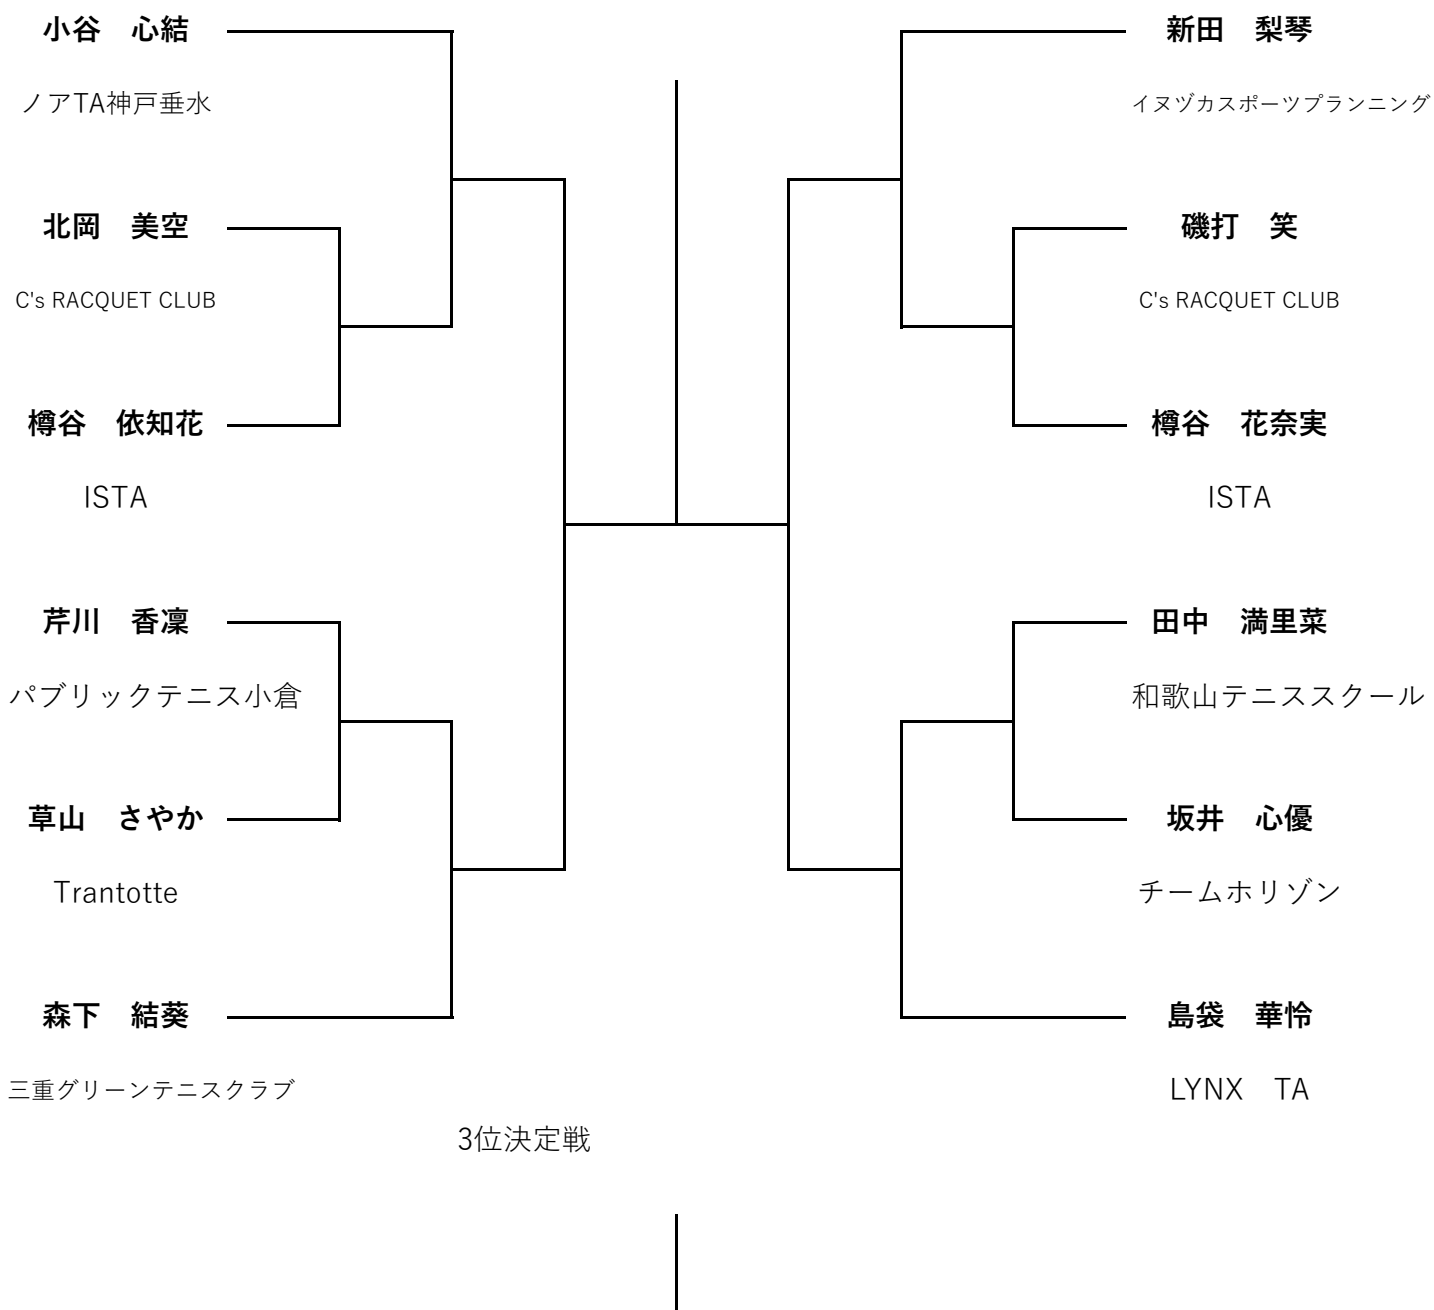 小谷　心結
ノアTA神戸垂水
北岡　美空
C's RACQUET CLUB
樽谷　依知花
ISTA
芹川　香凜
パブリックテニス小倉
草山　さやか
Trantotte
森下　結葵
三重グリーンテニスクラブ
新田　梨琴
イヌヅカスポーツプランニング
磯打　笑
C's RACQUET CLUB
樽谷　花奈実
ISTA
田中　満里菜
和歌山テニススクール
坂井　心優
チームホリゾン
島袋　華怜
LYNX　TA
3位決定戦